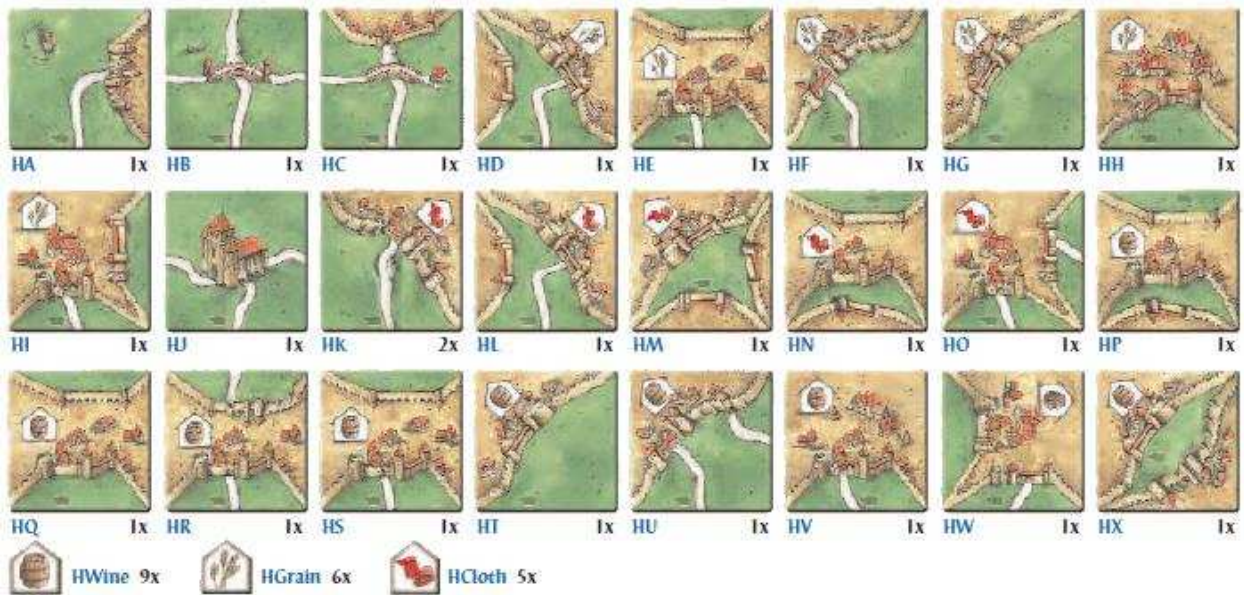 HA 1x HB 1x HC 1x HD 1x HE 1x HF 1x HG 1x HH 1x
HI 1x HJ 1x HK 2x HL 1x HM 1x HN 1x HO 1x HP 1x
HQ 1x HR 1x HS 1x HT 1x HU 1x HV 1x HW 1x HX 1x
HWine 9x HGrain 6x HCloth 5x